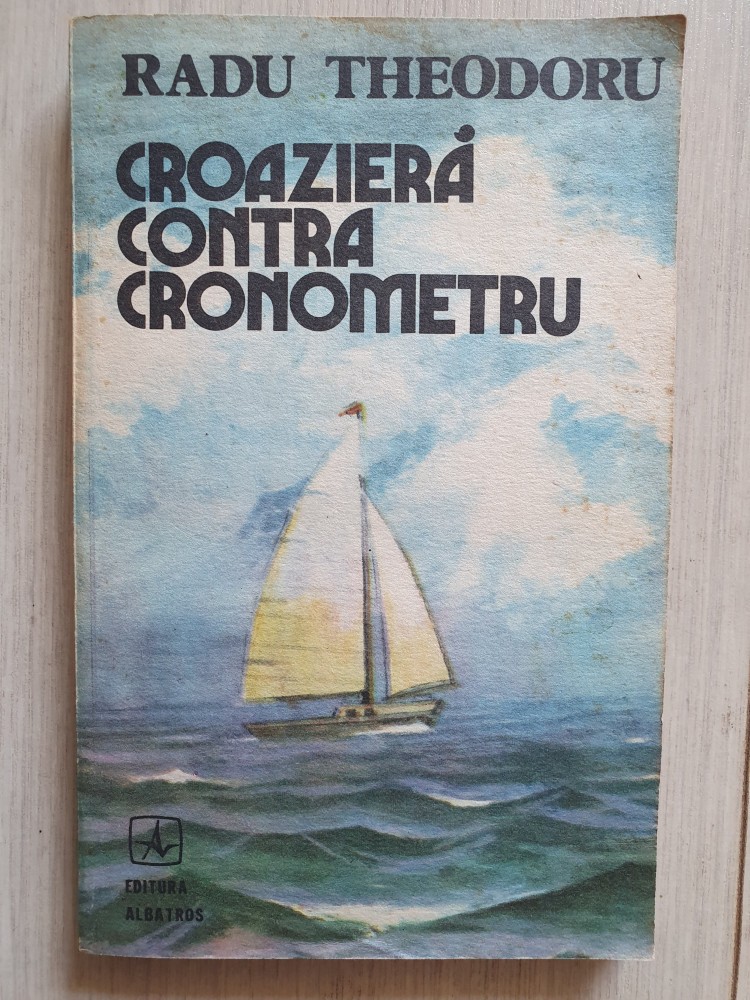 RADU THEODORU
CROAZIERĂ
CONTRA
CRONOMETRU
EDITURA
ALBATROS